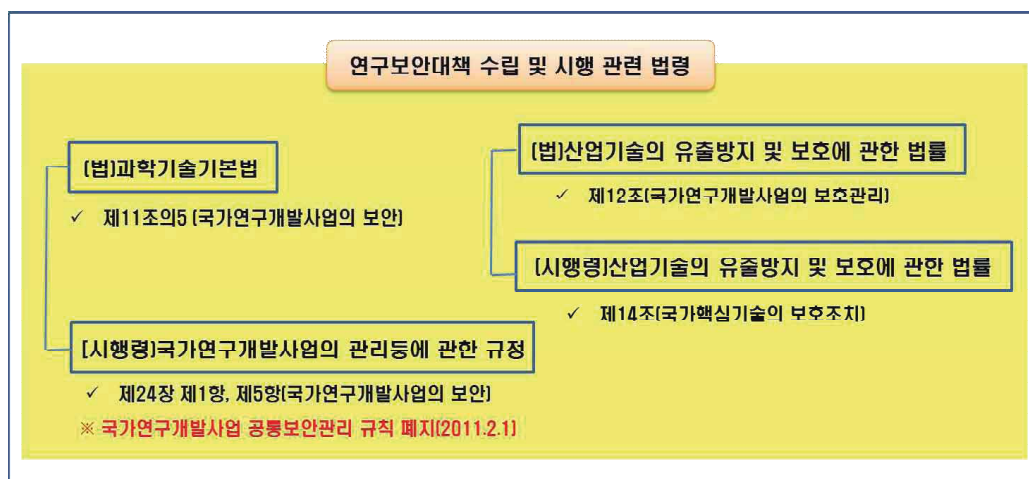 연구보안대책 수립 및 시행 관련 법령
(법)과학기술기본법
✓ 제11조의5 (국가연구개발사업의 보안)
[시행령]국가연구개발사업의 관리등에 관한 규정
✓ 제24장 제1항, 제5항(국가연구개발사업의 보안)
※ 국가연구개발사업 공통보안관리 규칙 폐지(2011.2.1)
(법)산업기술의 유출방지 및 보호에 관한 법률
✓ 제12조(국가연구개발사업의 보호관리)
(시행령)산업기술의 유출방지 및 보호에 관한 법률
✓ 제14조(국가핵심기술의 보호조치)